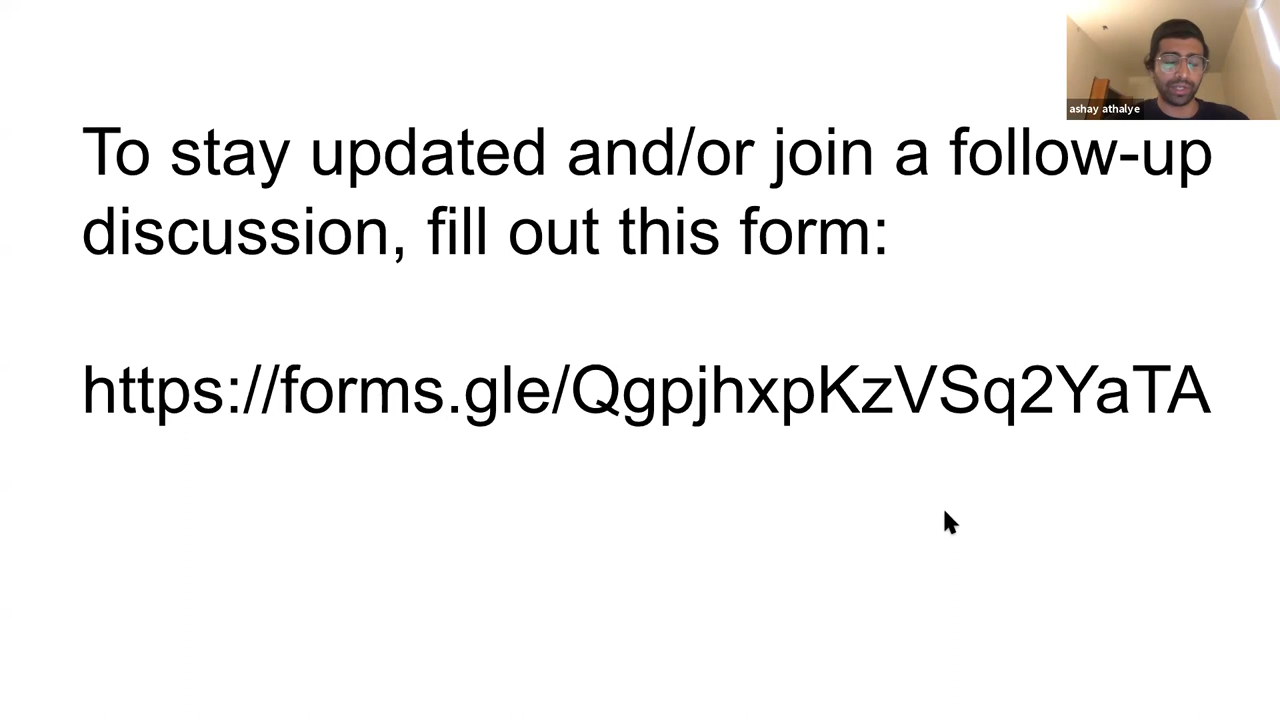 ashay athalye
To stay updated and/or join a follow-up
discussion, fill out this form:
https://forms.gle/QgpjhxpKzVSq2YaTA